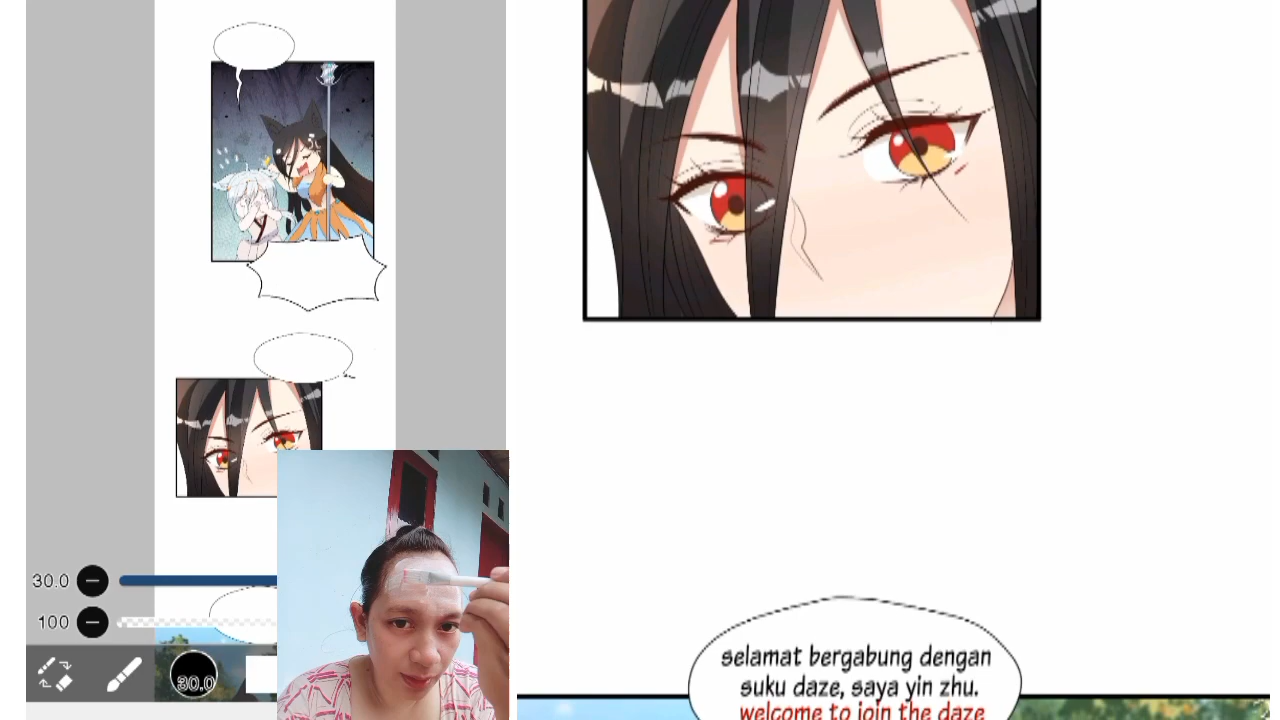 30.0
100
30.0
selamat bergabung dengan
suku daze, saya yin zhu.
welcome to join the daze